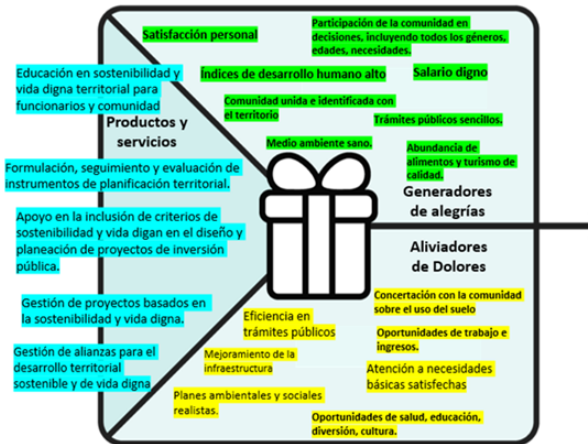 Satisfacción personal
Participación de la comunidad en
decisiones, incluyendo todos los géneros,
edades, necesidades.
Índices de desarrollo humano alto
Salario digno
Comunidad unida e identificada con
el territorio
Trámites públicos sencillos.
Medio ambiente sano.
Abundancia de
alimentos y turismo de
calidad.
Generadores
de alegrías
Educación en sostenibilidad y
vida digna territorial para
funcionarios y comunidad
Productos y
servicios
Formulación, seguimiento y evaluación de
instrumentos de planificación territorial.
Apoyo en la inclusión de criterios de
sostenibilidad y vida digan en el diseño y
planeación de proyectos de inversión
pública.
Gestión de proyectos basados en
la sostenibilidad y vida digna.
Gestión de alianzas para el
desarrollo territorial
sostenible y de vida digna
Aliviadores
de Dolores
Concertación con la comunidad
sobre el uso del suelo
Eficiencia en
trámites públicos
Oportunidades de trabajo e
ingresos.
Mejoramiento de la
infraestructura
Atención a necesidades
básicas satisfechas
Planes ambientales y sociales
realistas.
Oportunidades de salud, educación,
diversión, cultura.